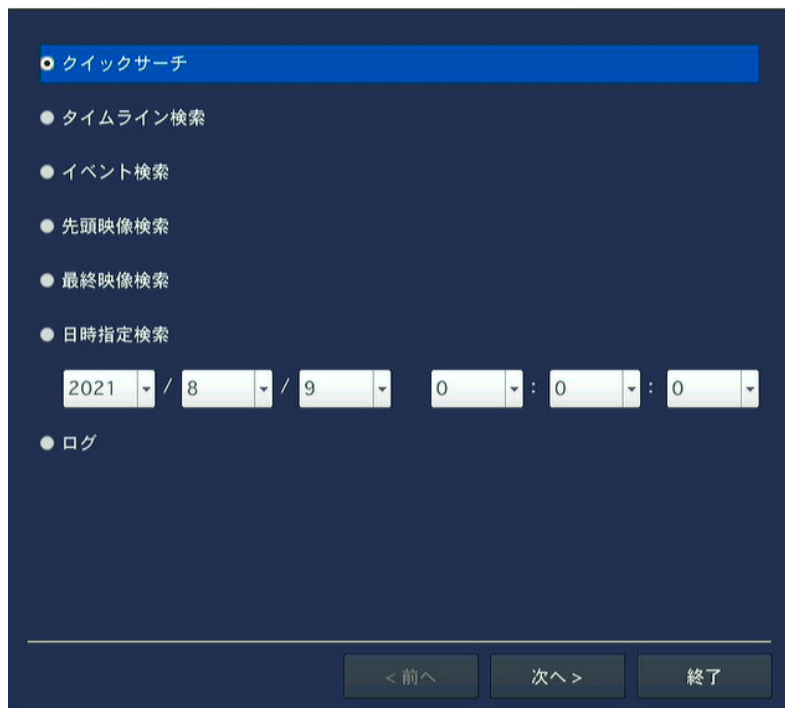 クイックサーチ
タイムライン検索
イベント検索
先頭映像検索
最終映像検索
日時指定検索
2021 / 8 / 9 0 : 0 : 0
ログ
<前へ 次へ> 終了